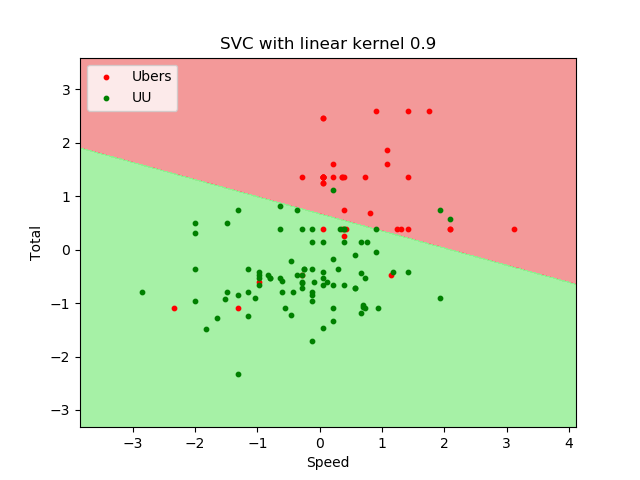 SVC with linear kernel 0.9
Ubers
UU
3
2
1
0
−1
−2
−3
Total
−3 −2 −1 0 1 2 3 4
Speed